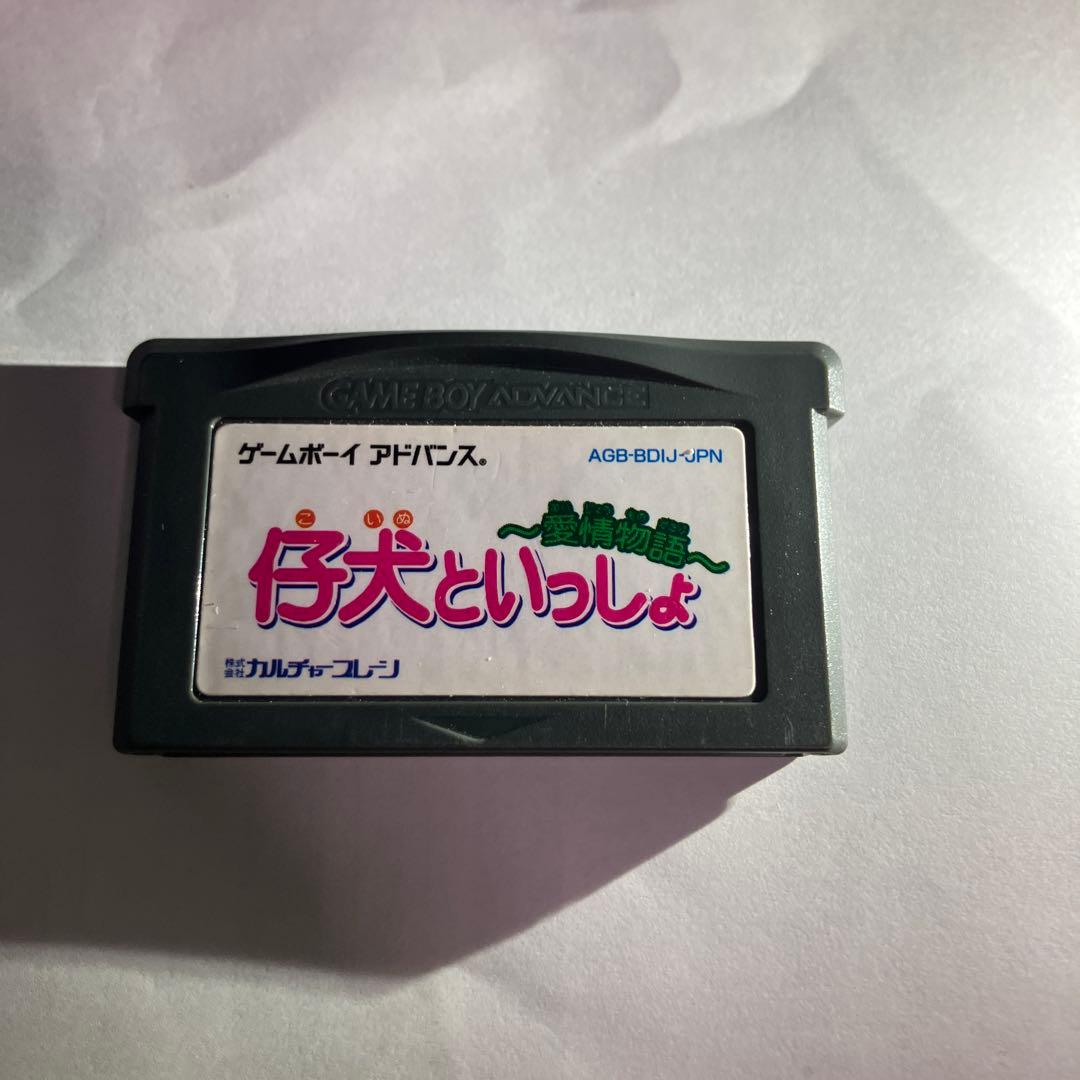 GAME BOY ADVANCE
ゲームボーイ アドバンス®
AGB-BDIJ-JPN
こいぬ
~愛情物語~
仔犬といっしょ
株式会社 カルチャーブレーン